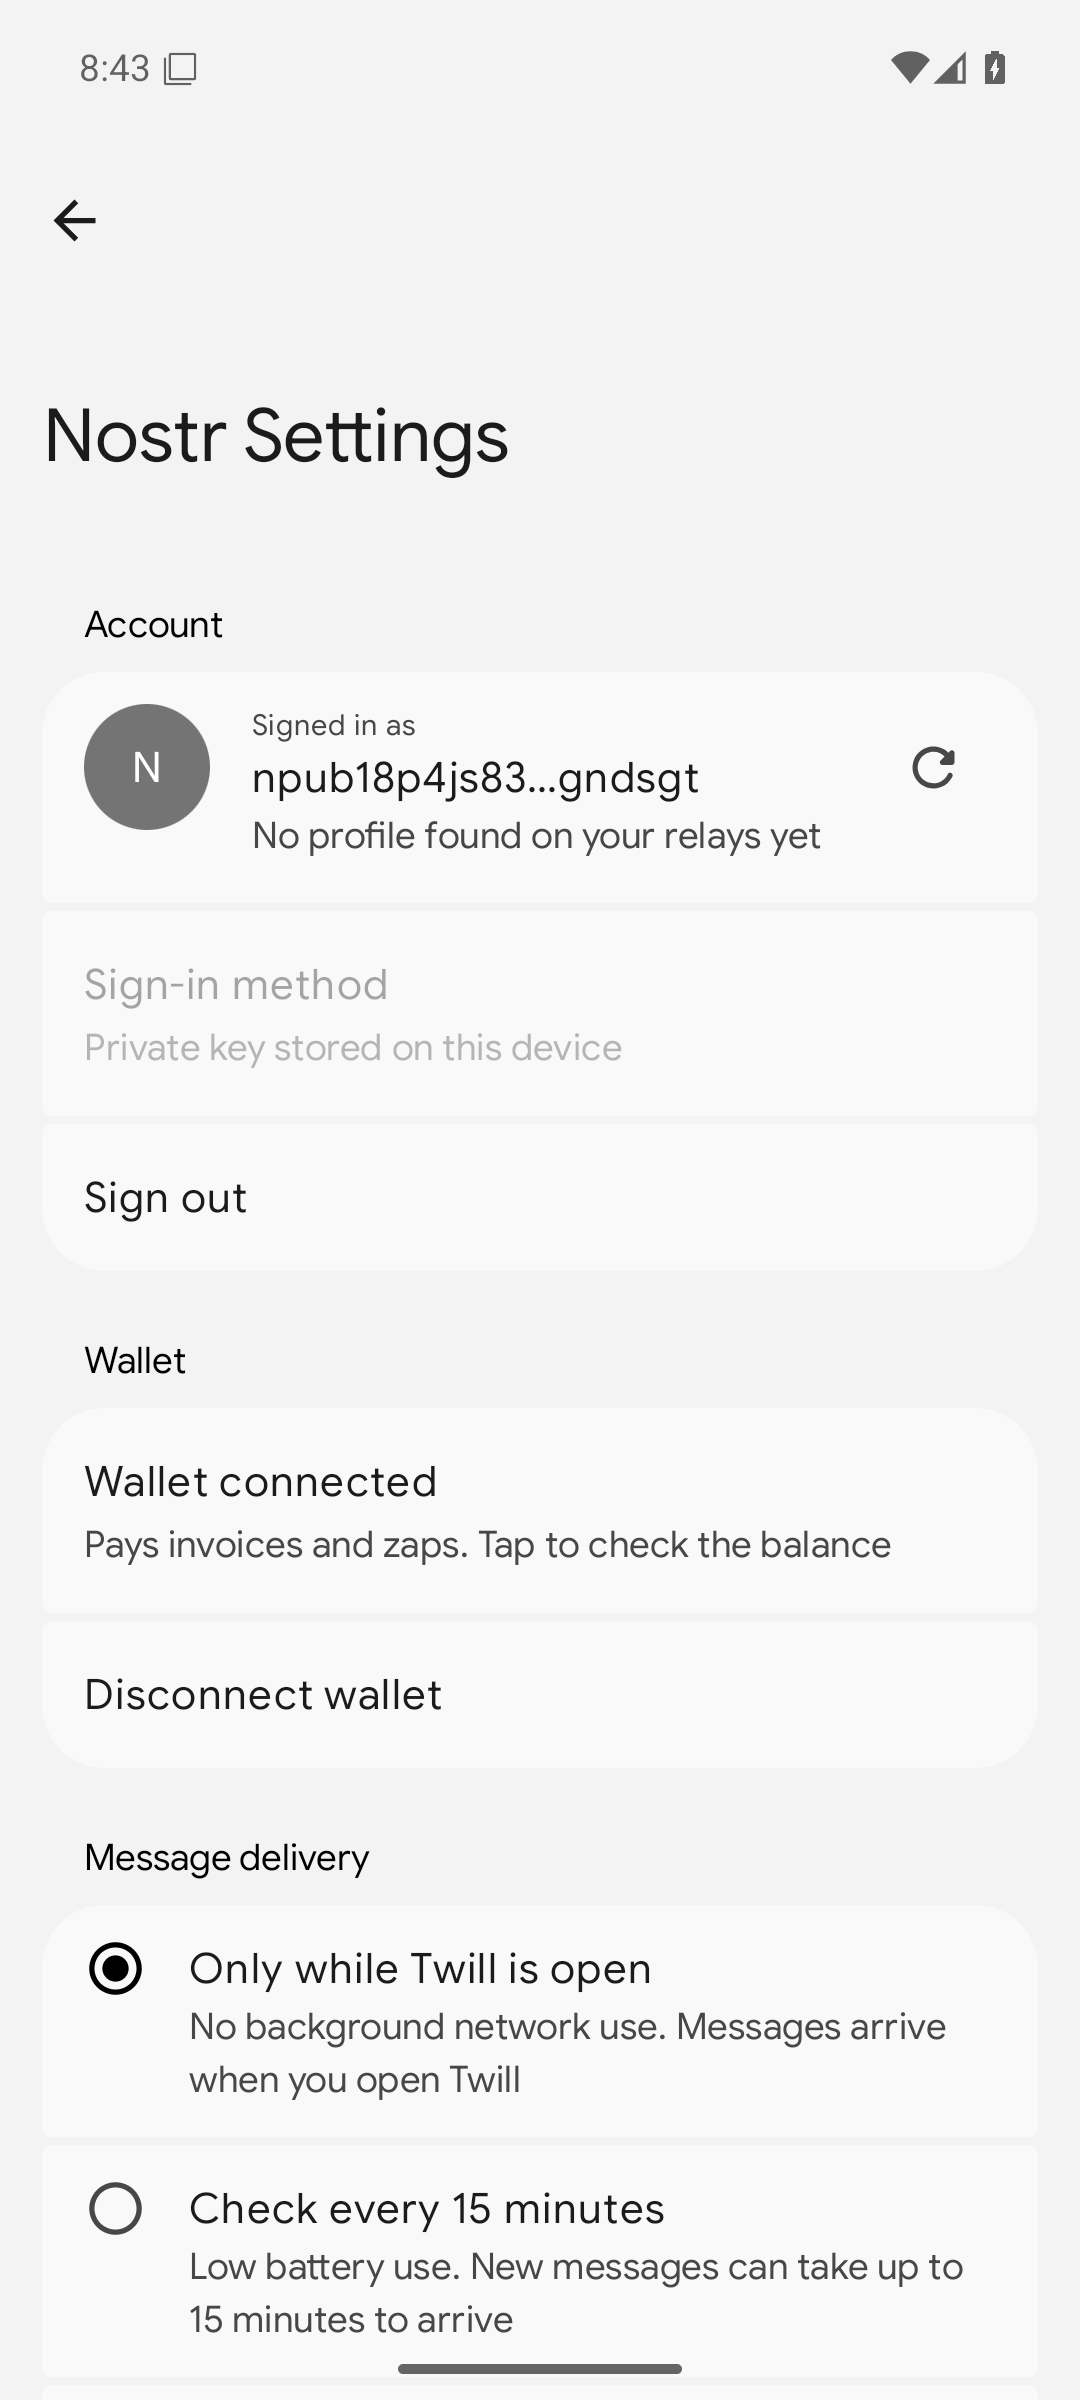 8:43
Nostr Settings
Account
N
Signed in as
npub18p4js83...gndsgt
No profile found on your relays yet
Sign-in method
Private key stored on this device
Sign out
Wallet
Wallet connected
Pays invoices and zaps. Tap to check the balance
Disconnect wallet
Message delivery
Only while Twill is open
No background network use. Messages arrive
when you open Twill
Check every 15 minutes
Low battery use. New messages can take up to
15 minutes to arrive